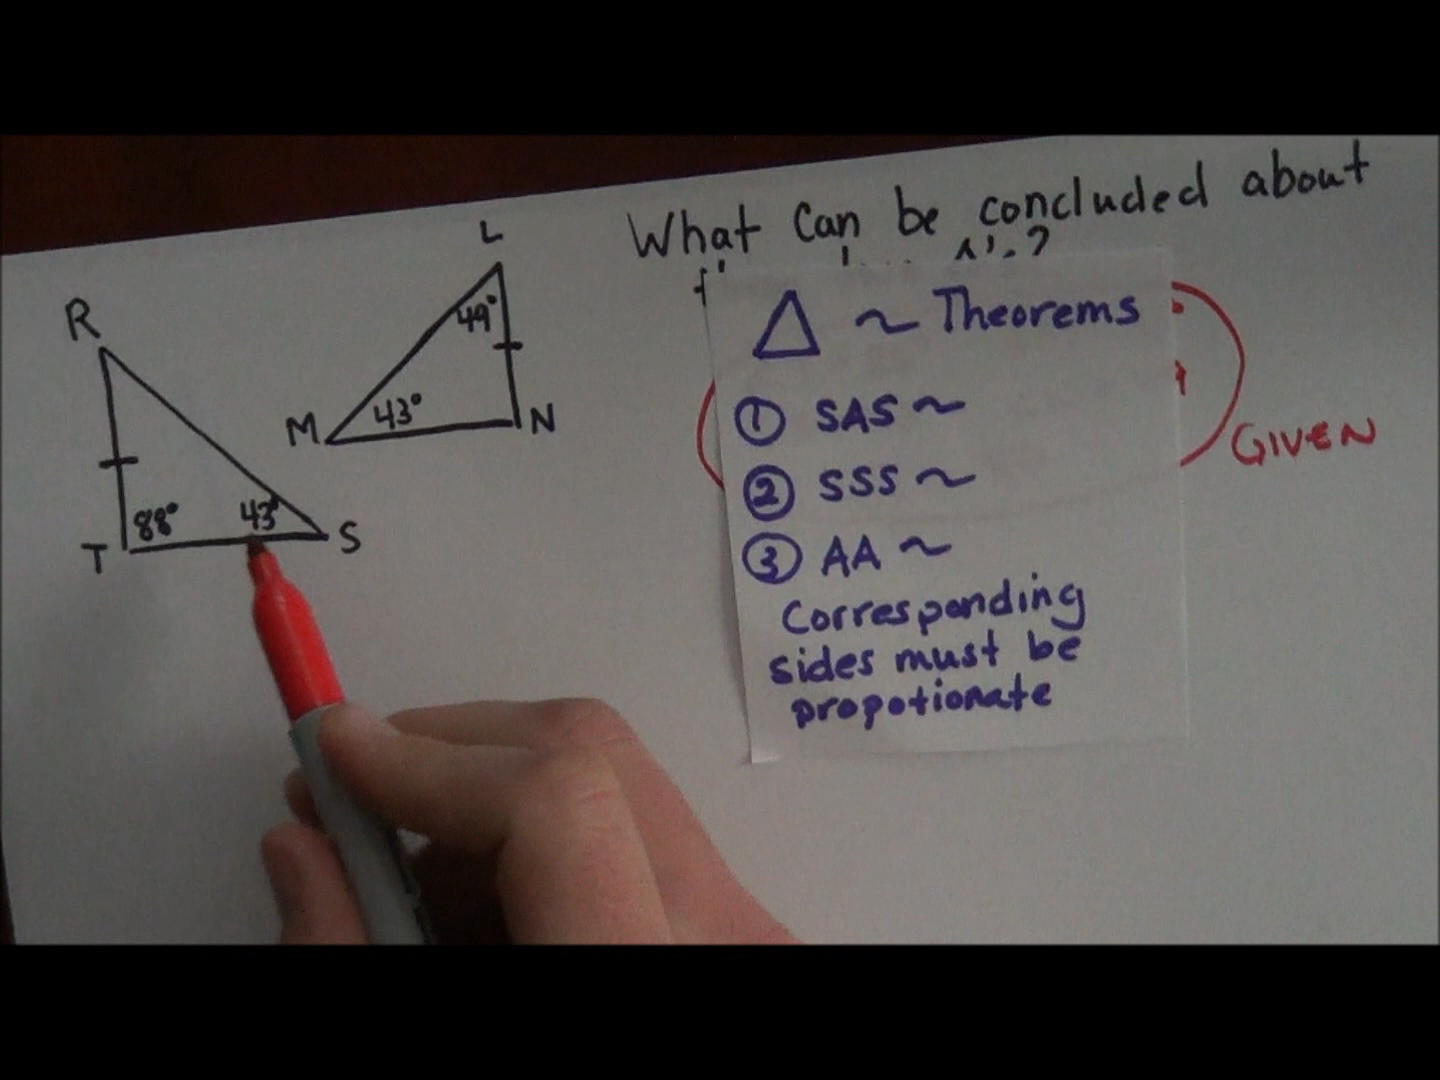 What can be concluded about
△ ~ Theorems
① SAS ~
② SSS ~
③ AA ~
Corresponding
sides must be
propotionate
GIVEN
L
49°
M
43°
N
R
T
88°
43°
S